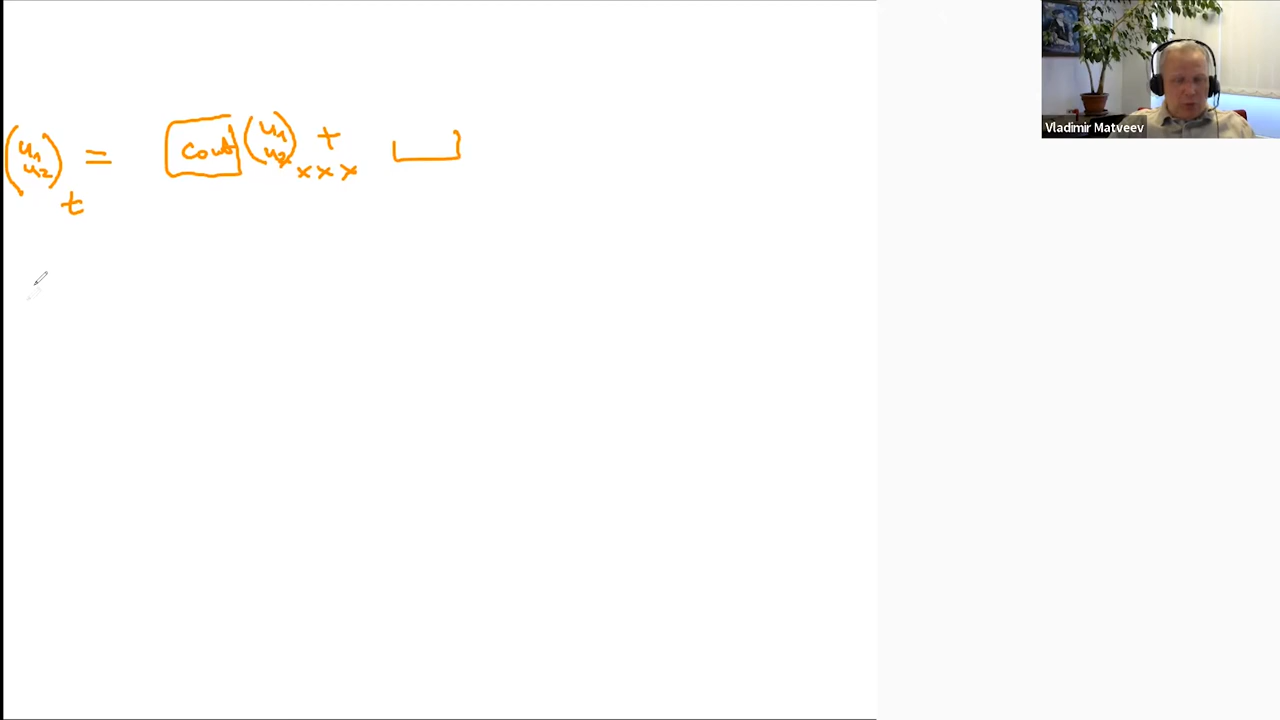 (u1 u2)t = const (u1 u2)xxx +
Vladimir Matveev